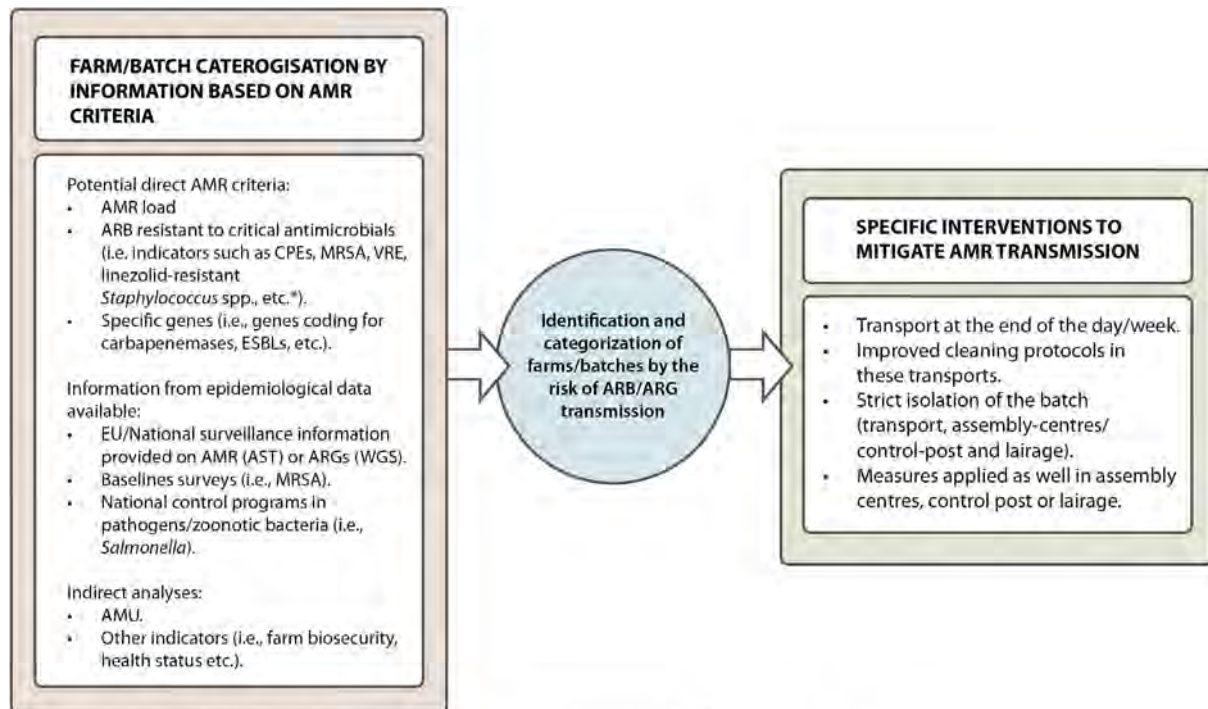 FARM/BATCH CATEROGISATION BY
INFORMATION BASED ON AMR
CRITERIA
Potential direct AMR criteria:
• AMR load
• ARB resistant to critical antimicrobials
(i.e. indicators such as CPEs, MRSA, VRE,
linezolid-resistant
Staphylococcus spp., etc.*).
• Specific genes (i.e., genes coding for
carbapenemases, ESBLs, etc.).
Information from epidemiological data
available:
• EU/National surveillance information
provided on AMR (AST) or ARGs (WGS).
• Baselines surveys (i.e., MRSA).
• National control programs in
pathogens/zoonotic bacteria (i.e.,
Salmonella).
Indirect analyses:
• AMU.
• Other indicators (i.e., farm biosecurity,
health status etc.).
Identification and
categorization of
farms/batches by the
risk of ARB/ARG
transmission
SPECIFIC INTERVENTIONS TO
MITIGATE AMR TRANSMISSION
• Transport at the end of the day/week.
• Improved cleaning protocols in
these transports.
• Strict isolation of the batch
(transport, assembly-centres/
control-post and lairage).
• Measures applied as well in assembly
centres, control post or lairage.